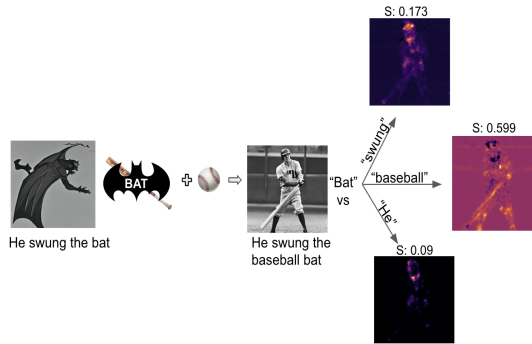 S: 0.173
"swung"
S: 0.599
BAT
"Bat"
vs
"baseball"
"He"
He swung the bat
He swung the
baseball bat
S: 0.09